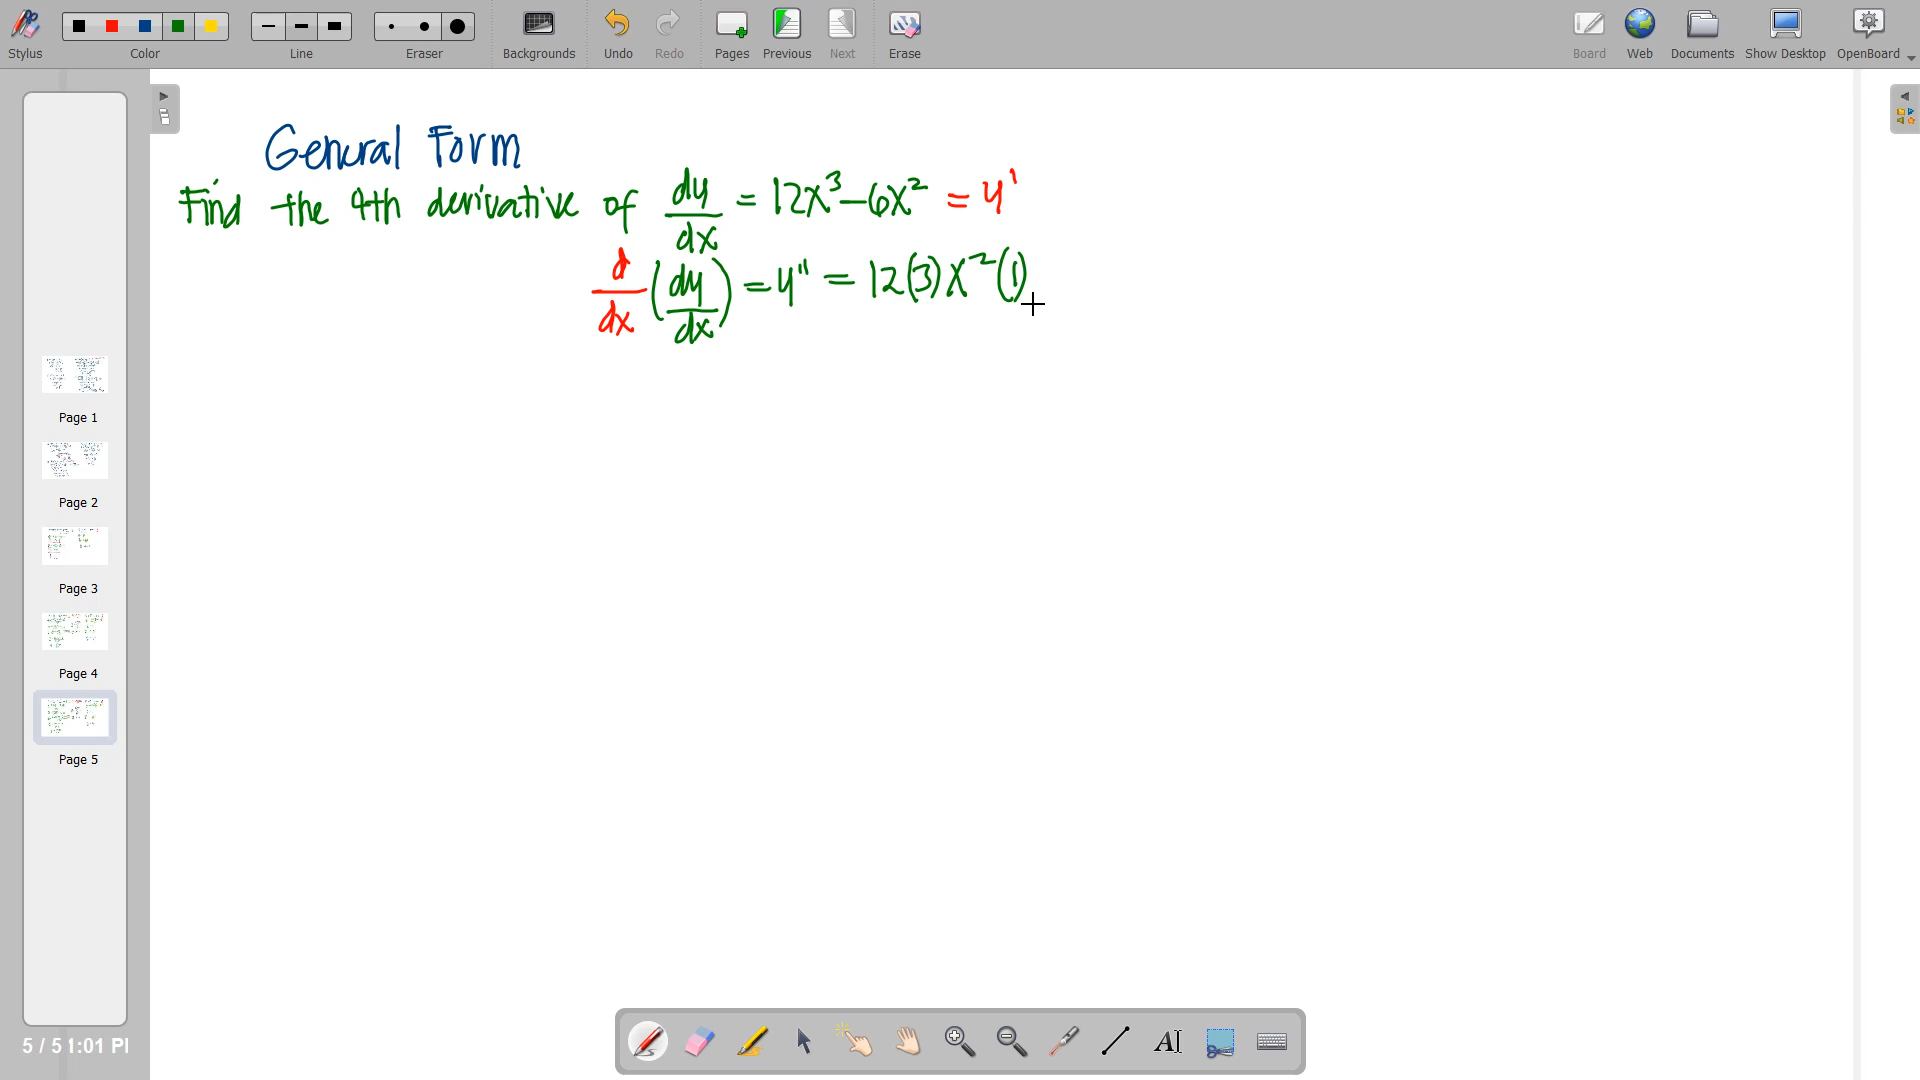 Stylus Color Line Eraser Backgrounds Undo Redo Pages Previous Next Erase Board Web Documents Show Desktop OpenBoard
General Form
Find the 4th derivative of dy/dx = 12x³ - 6x² = y'
d/dx (dy/dx) = y'' = 12(3)x²(1)
Page 1
Page 2
Page 3
Page 4
Page 5
5 / 5 1:01 P